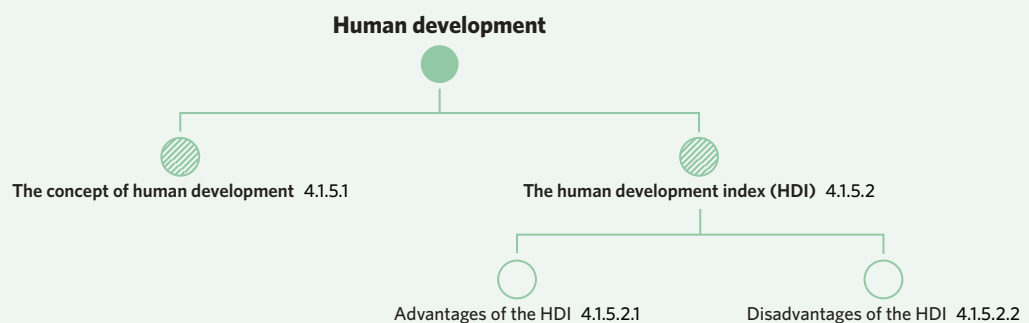 Human development
The concept of human development 4.1.5.1
The human development index (HDI) 4.1.5.2
Advantages of the HDI 4.1.5.2.1
Disadvantages of the HDI 4.1.5.2.2